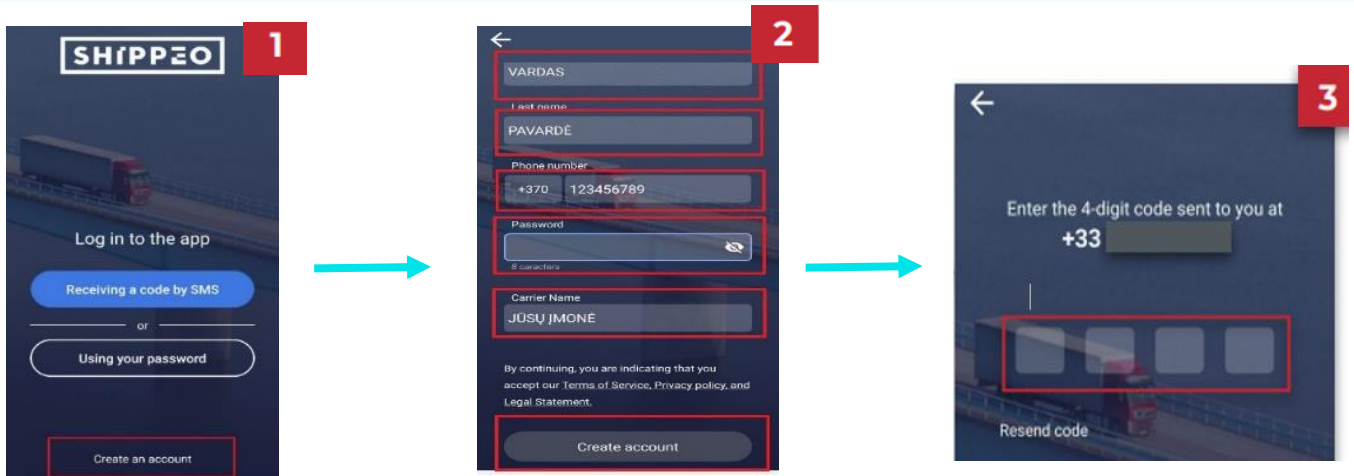 SHIPPEO
1
Log in to the app
Receiving a code by SMS
or
Using your password
Create an account
2
VARDAS
Last name
PAVARDĖ
Phone number
+370 123456789
Password
8 caracters
Carrier Name
JŪSŲ ĮMONĖ
By continuing, you are indicating that you
accept our Terms of Service, Privacy policy, and
Legal Statement.
Create account
3
Enter the 4-digit code sent to you at
+33
Resend code